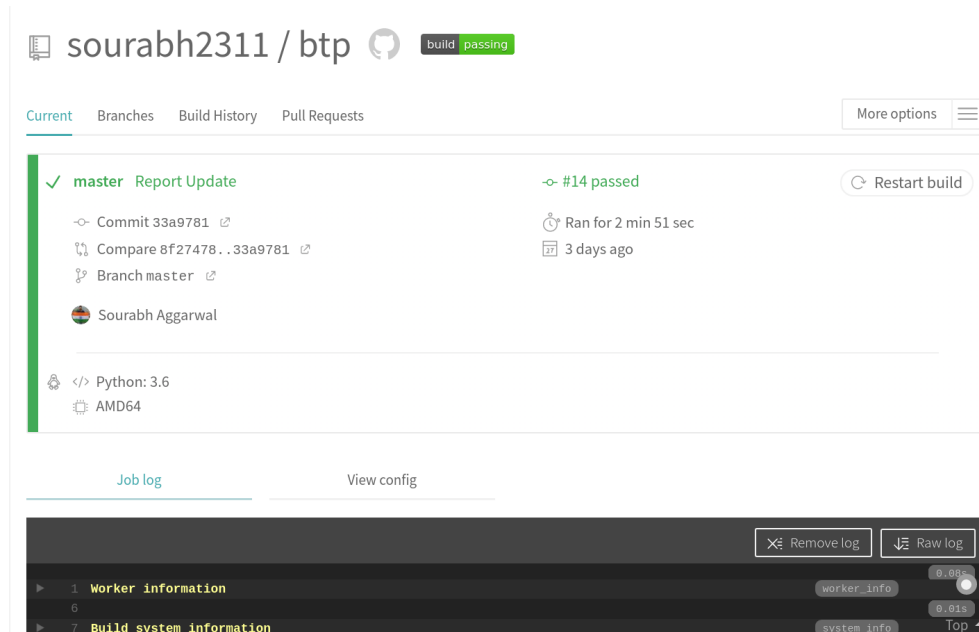 sourabh2311 / btp build passing
Current Branches Build History Pull Requests More options
master Report Update #14 passed Restart build
Commit 33a9781 Ran for 2 min 51 sec
Compare 8f27478..33a9781 27 3 days ago
Branch master
Sourabh Aggarwal
</> Python: 3.6
AMD64
Job log View config
Remove log Raw log
0.08s
1 Worker information worker_info
6 0.01s
7 Build system information system_info Top